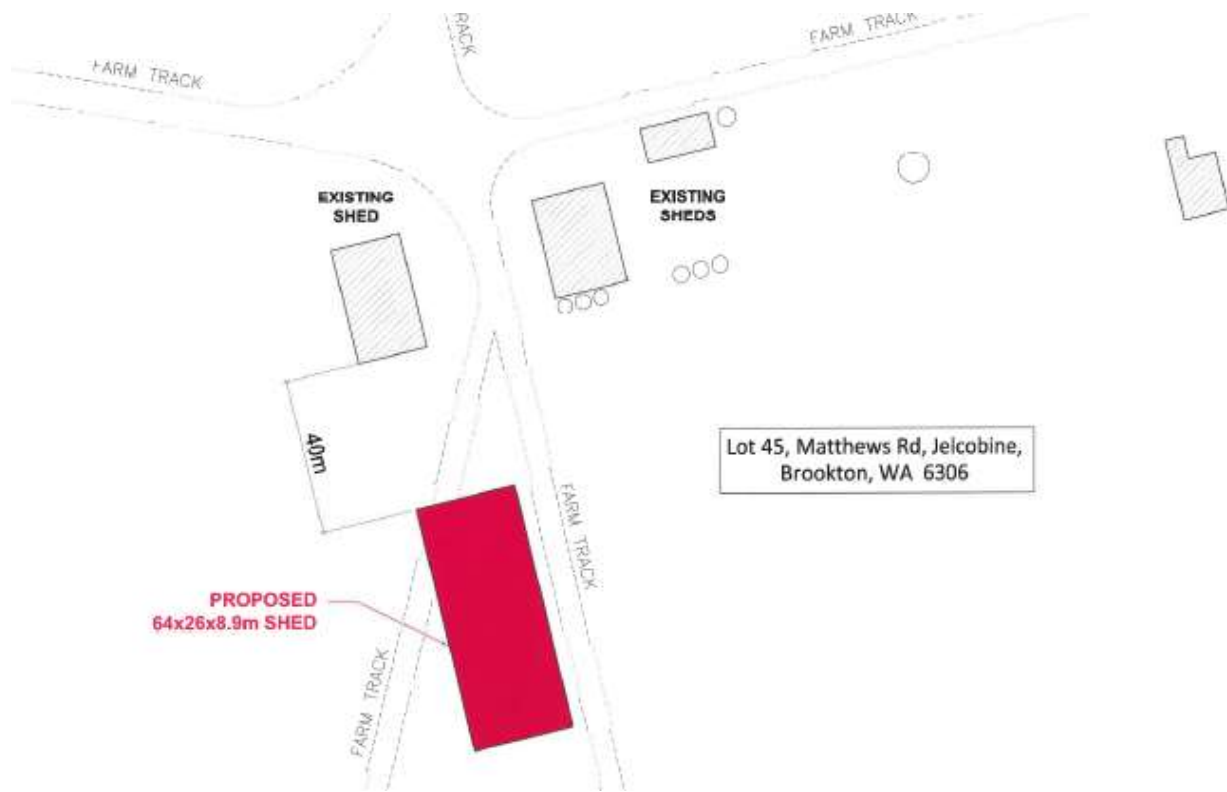 RACK
FARM TRACK
FARM TRACK
EXISTING
SHED
EXISTING
SHEDS
40m
Lot 45, Matthews Rd, Jelcobine,
Brookton, WA 6306
FARM TRACK
PROPOSED
64x26x8.9m SHED
FARM TRACK